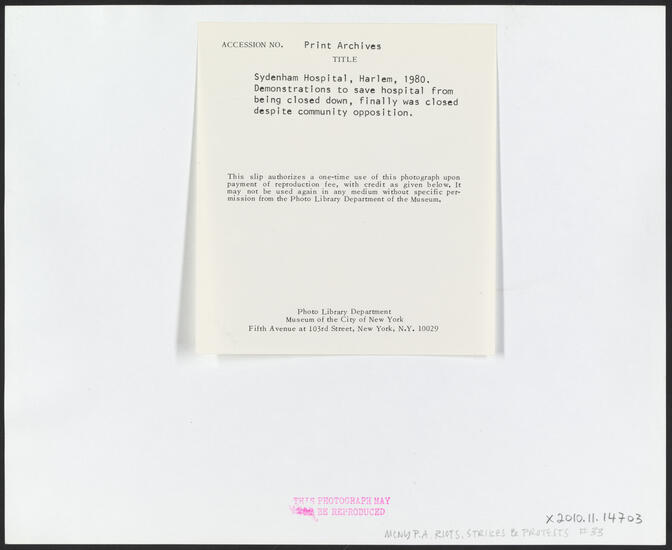 ACCESSION NO. Print Archives
TITLE
Sydenham Hospital, Harlem, 1980.
Demonstrations to save hospital from
being closed down, finally was closed
despite community opposition.
This slip authorizes a one-time use of this photograph upon
payment of reproduction fee, with credit as given below. It
may not be used again in any medium without specific per-
mission from the Photo Library Department of the Museum.
Photo Library Department
Museum of the City of New York
Fifth Avenue at 103rd Street, New York, N.Y. 10029
THIS PHOTOGRAPH MAY
BE REPRODUCED
X2010.11.14703
MCNY P.A. RIOTS, STRIKES & PROTESTS #33